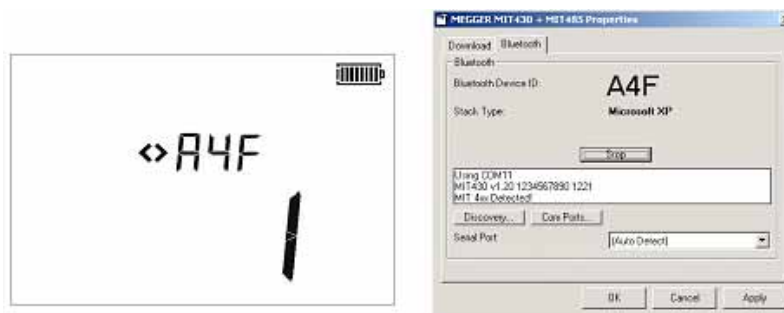 <> A4F
1
MEGGER MIT430 + MIT485 Properties
Download Bluetooth
Bluetooth
Bluetooth Device ID: A4F
Stack Type: Microsoft XP
Stop
Using COM11
MIT430 v1.20 1234567890 1221
MIT 4xx Detected!
Discovery... Com Ports...
Serial Port (Auto Detect)
OK Cancel Apply